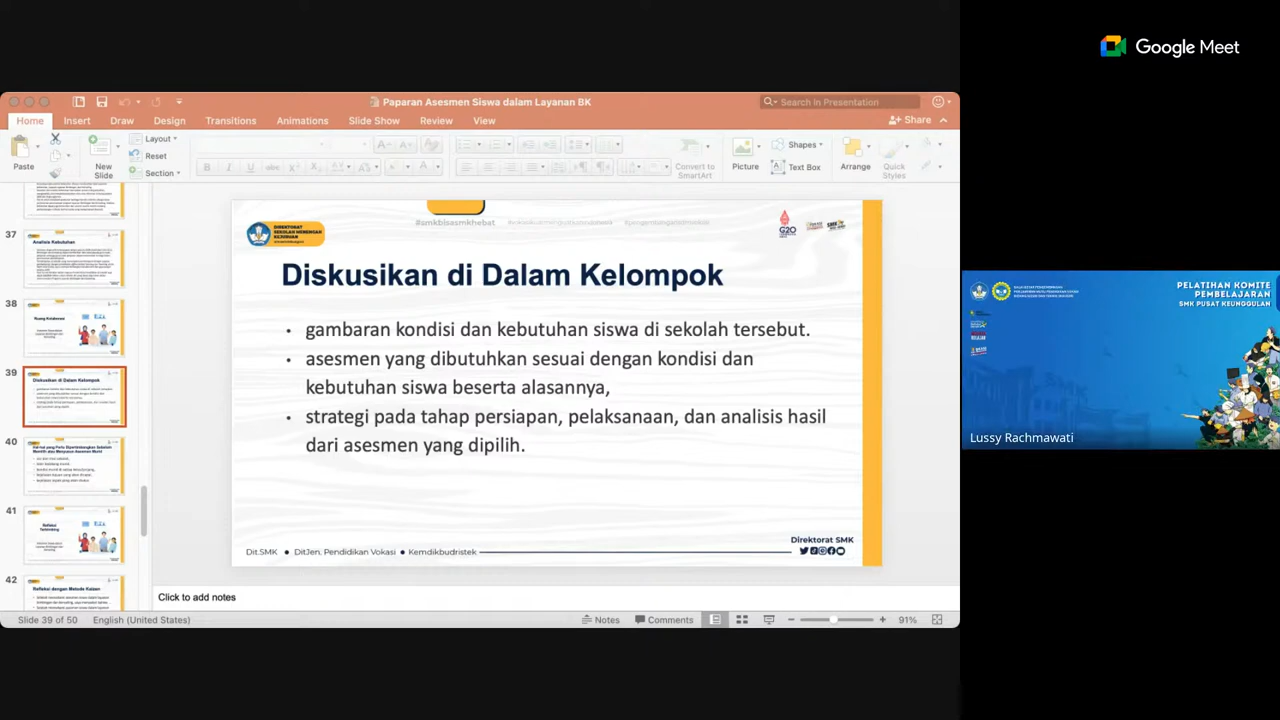 Google Meet
Paparan Asesmen Siswa dalam Layanan BK
Search in Presentation
Home Insert Draw Design Transitions Animations Slide Show Review View
Share
Paste
New Slide
Layout
Reset
Section
Convert to SmartArt
Picture
Shapes
Text Box
Arrange
Quick Styles
37
Analisis Kebutuhan
38
Ruang Kolaborasi
39
Diskusikan di Dalam Kelompok
40
41
Refleksi
42
Refleksi dengan Metode Kaizen
#smkbisasmkhebat
DIREKTORAT
SEKOLAH MENENGAH
KEJURUAN
G20
Diskusikan di Dalam Kelompok
• gambaran kondisi dan kebutuhan siswa di sekolah tersebut.
• asesmen yang dibutuhkan sesuai dengan kondisi dan
kebutuhan siswa beserta alasannya,
• strategi pada tahap persiapan, pelaksanaan, dan analisis hasil
dari asesmen yang dipilih.
Direktorat SMK
Dit.SMK • DitJen. Pendidikan Vokasi • Kemdikbudristek
Click to add notes
Slide 39 of 50 English (United States) Notes Comments 91%
PELATIHAN KOMITE
PEMBELAJARAN
SMK PUSAT KEUNGGULAN
Lussy Rachmawati